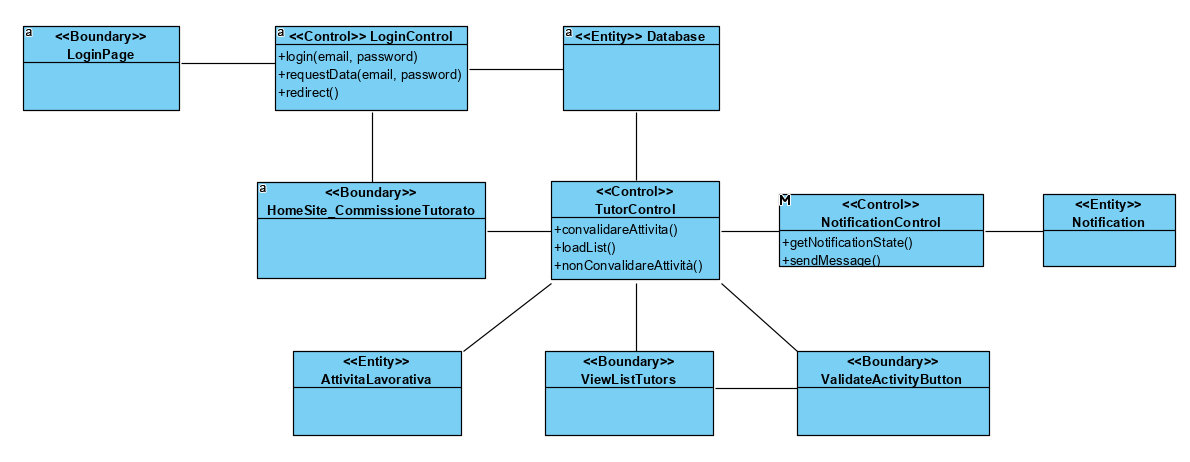 a
<<Boundary>>
LoginPage
a
<<Control>> LoginControl
+login(email, password)
+requestData(email, password)
+redirect()
a
<<Entity>> Database
a
<<Boundary>>
HomeSite_CommissioneTutorato
<<Control>>
TutorControl
+convalidareAttivita()
+loadList()
+nonConvalidareAttività()
M
<<Control>>
NotificationControl
+getNotificationState()
+sendMessage()
<<Entity>>
Notification
<<Entity>>
AttivitaLavorativa
<<Boundary>>
ViewListTutors
<<Boundary>>
ValidateActivityButton